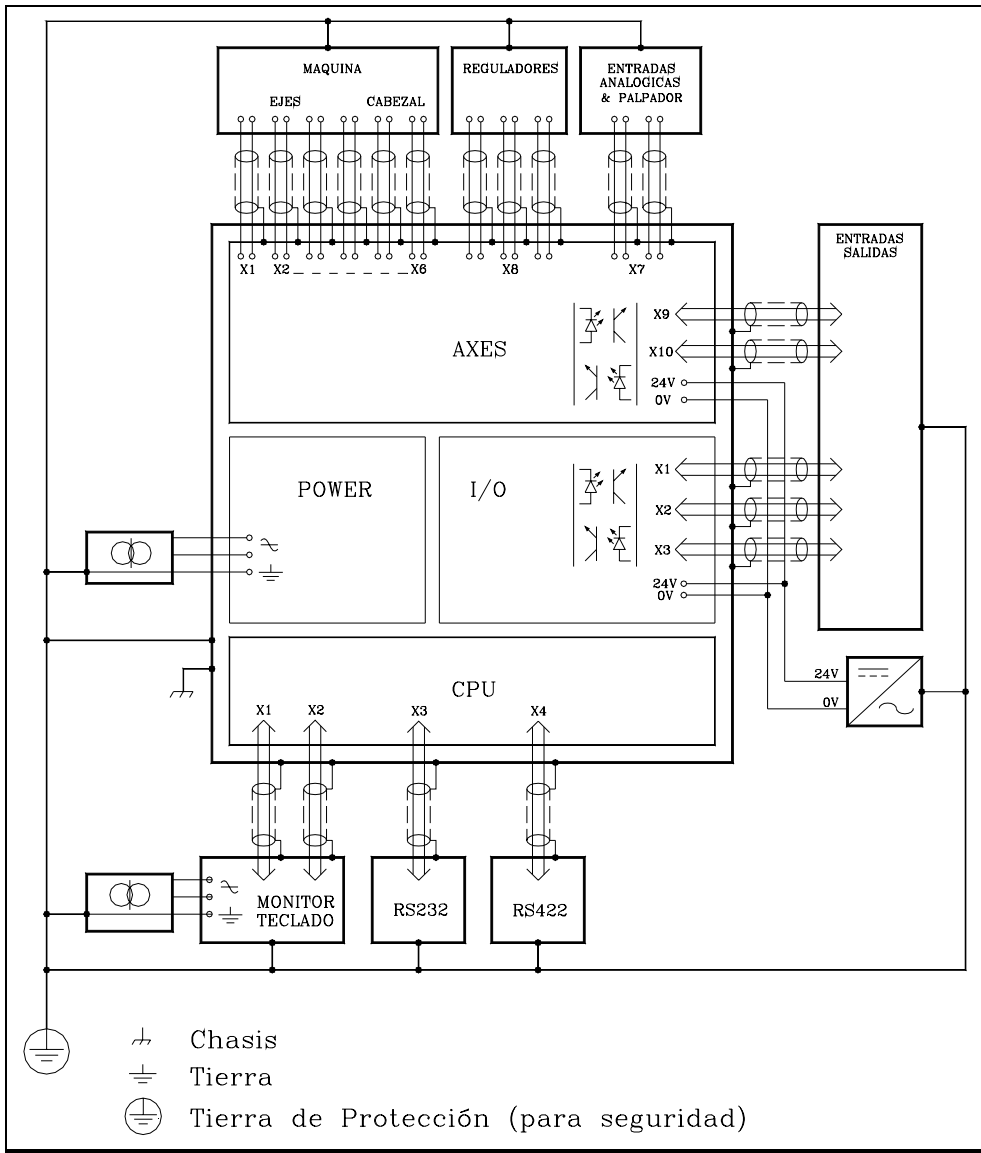 MAQUINA
EJES
CABEZAL
REGULADORES
ENTRADAS
ANALOGICAS
& PALPADOR
X1
X2
X6
X8
X7
ENTRADAS
SALIDAS
AXES
X9
X10
24V
0V
POWER
I/O
X1
X2
X3
24V
0V
CPU
X1
X2
X3
X4
24V
0V
MONITOR
TECLADO
RS232
RS422
Chasis
Tierra
Tierra de Protección (para seguridad)